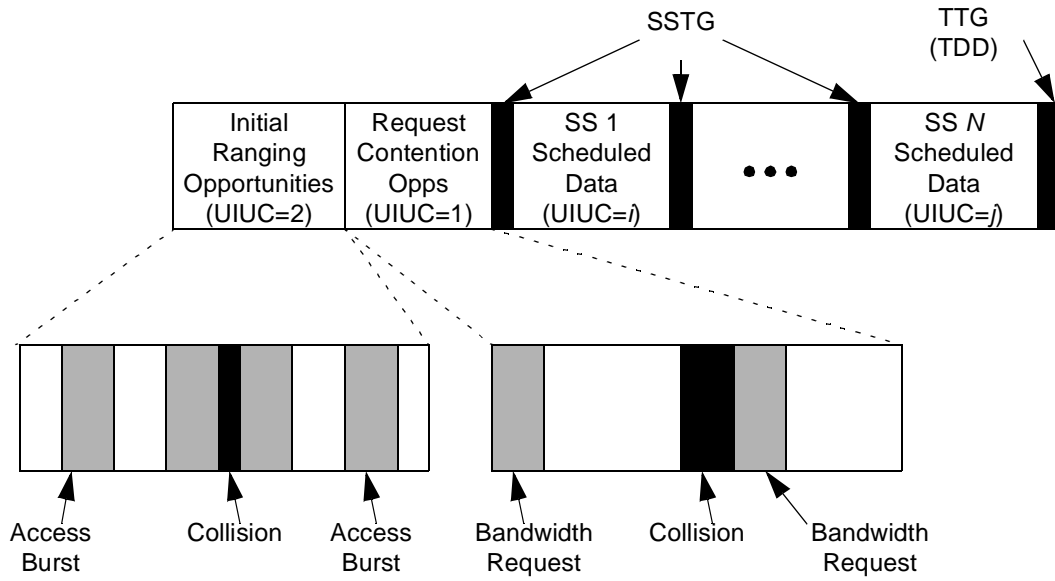 SSTG
TTG
(TDD)
Initial
Ranging
Opportunities
(UIUC=2)
Request
Contention
Opps
(UIUC=1)
SS 1
Scheduled
Data
(UIUC=i)
SS N
Scheduled
Data
(UIUC=j)
Access
Burst
Collision
Access
Burst
Bandwidth
Request
Collision
Bandwidth
Request